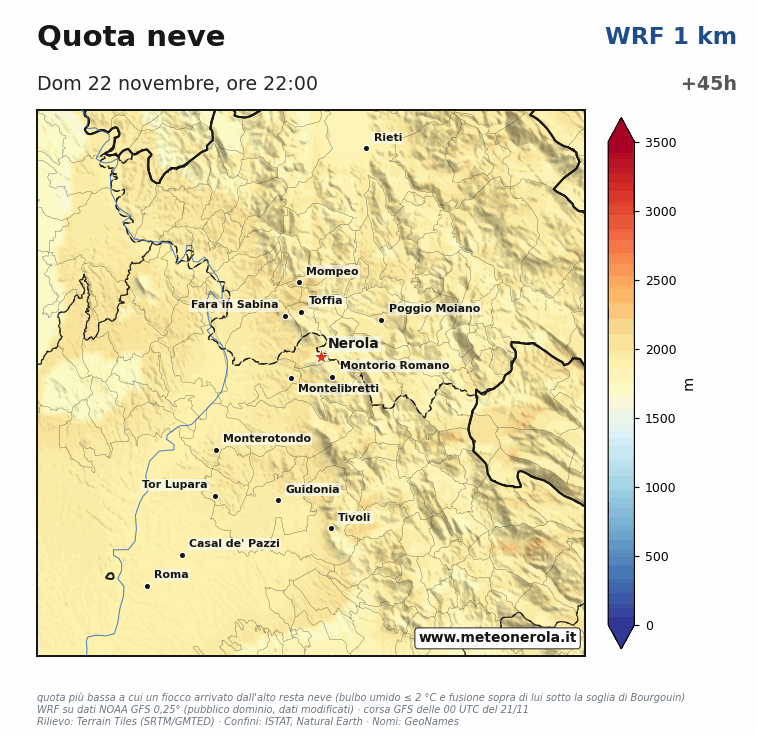 Quota neve
WRF 1 km
Dom 22 novembre, ore 22:00
+45h
Rieti
Mompeo
Toffia
Fara in Sabina
Poggio Moiano
Nerola
Montorio Romano
Montelibretti
Monterotondo
Tor Lupara
Guidonia
Tivoli
Casal de' Pazzi
Roma
www.meteonerola.it
3500
3000
2500
2000
1500
1000
500
0
m
quota più bassa a cui un fiocco arrivato dall'alto resta neve (bulbo umido ≤ 2 °C e fusione sopra di lui sotto la soglia di Bourgouin)
WRF su dati NOAA GFS 0,25° (pubblico dominio, dati modificati) · corsa GFS delle 00 UTC del 21/11
Rilievo: Terrain Tiles (SRTM/GMTED) · Confini: ISTAT, Natural Earth · Nomi: GeoNames